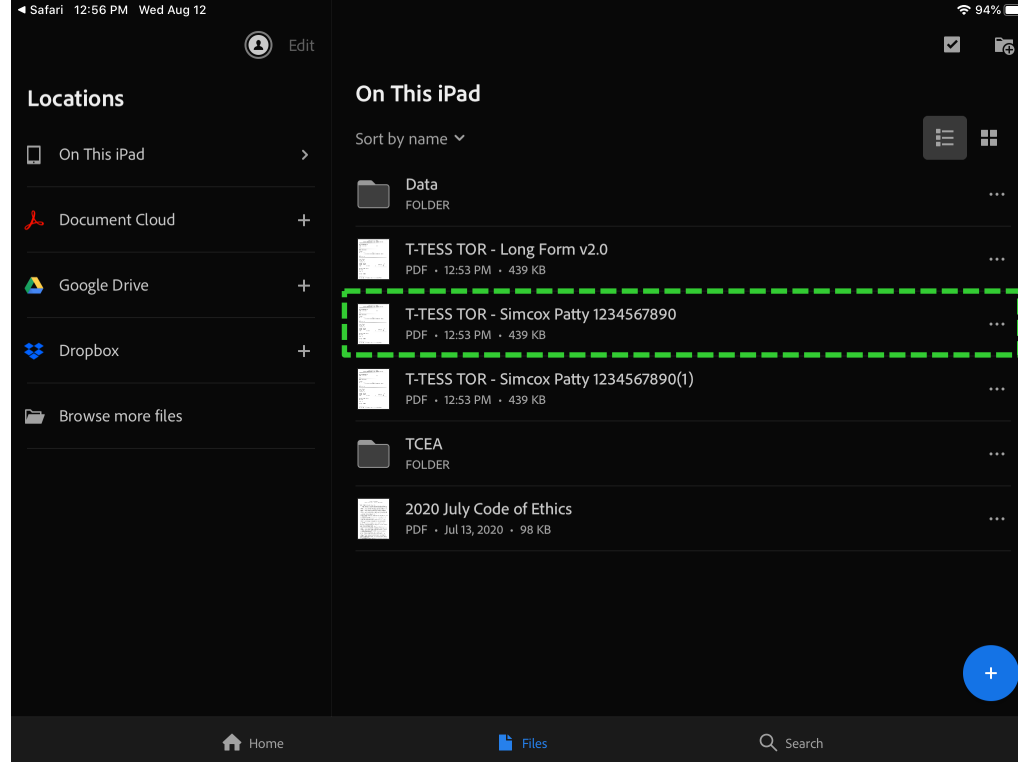 ◀ Safari 12:56 PM Wed Aug 12
94%
Edit
Locations
On This iPad
Document Cloud
Google Drive
Dropbox
Browse more files
On This iPad
Sort by name
Data
FOLDER
T-TESS TOR - Long Form v2.0
PDF • 12:53 PM • 439 KB
T-TESS TOR - Simcox Patty 1234567890
PDF • 12:53 PM • 439 KB
T-TESS TOR - Simcox Patty 1234567890(1)
PDF • 12:53 PM • 439 KB
TCEA
FOLDER
2020 July Code of Ethics
PDF • Jul 13, 2020 • 98 KB
Home
Files
Search